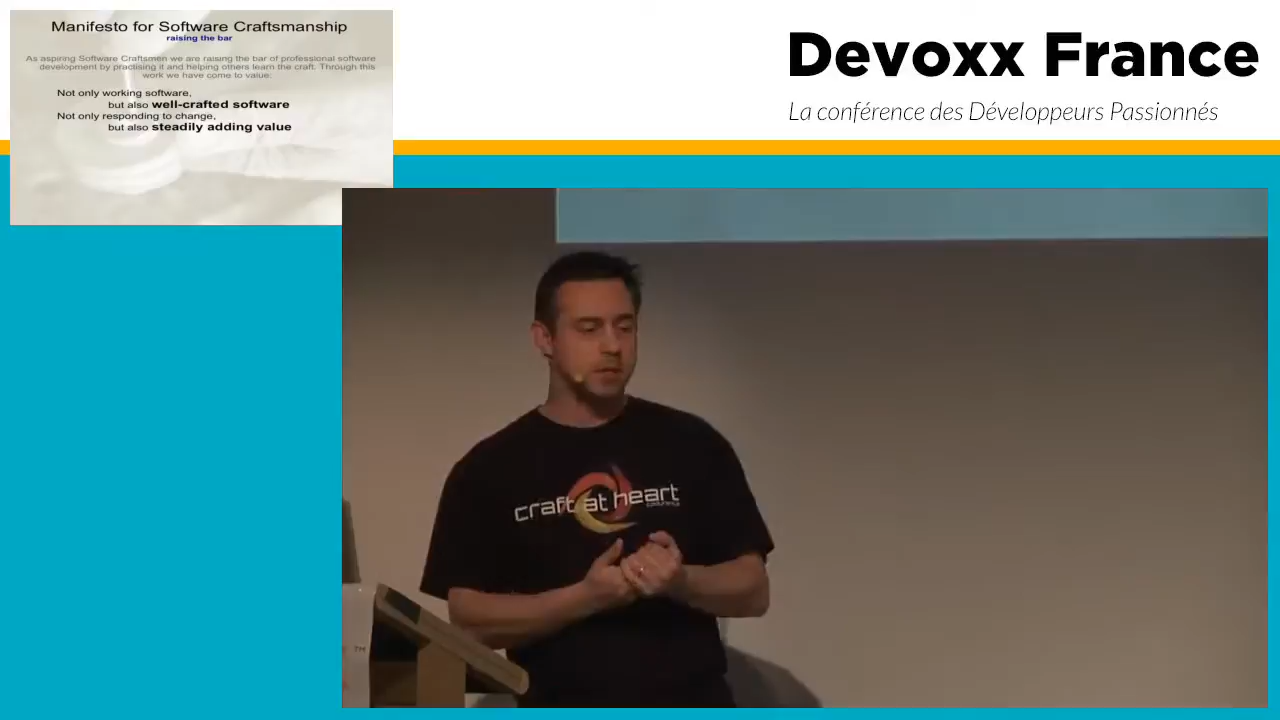 Manifesto for Software Craftsmanship
raising the bar
As aspiring Software Craftsmen we are raising the bar of professional software
development by practising it and helping others learn the craft. Through this
work we have come to value:
Not only working software,
but also well-crafted software
Not only responding to change,
but also steadily adding value
Devoxx France
La conférence des Développeurs Passionnés
craft at heart
conference
TM